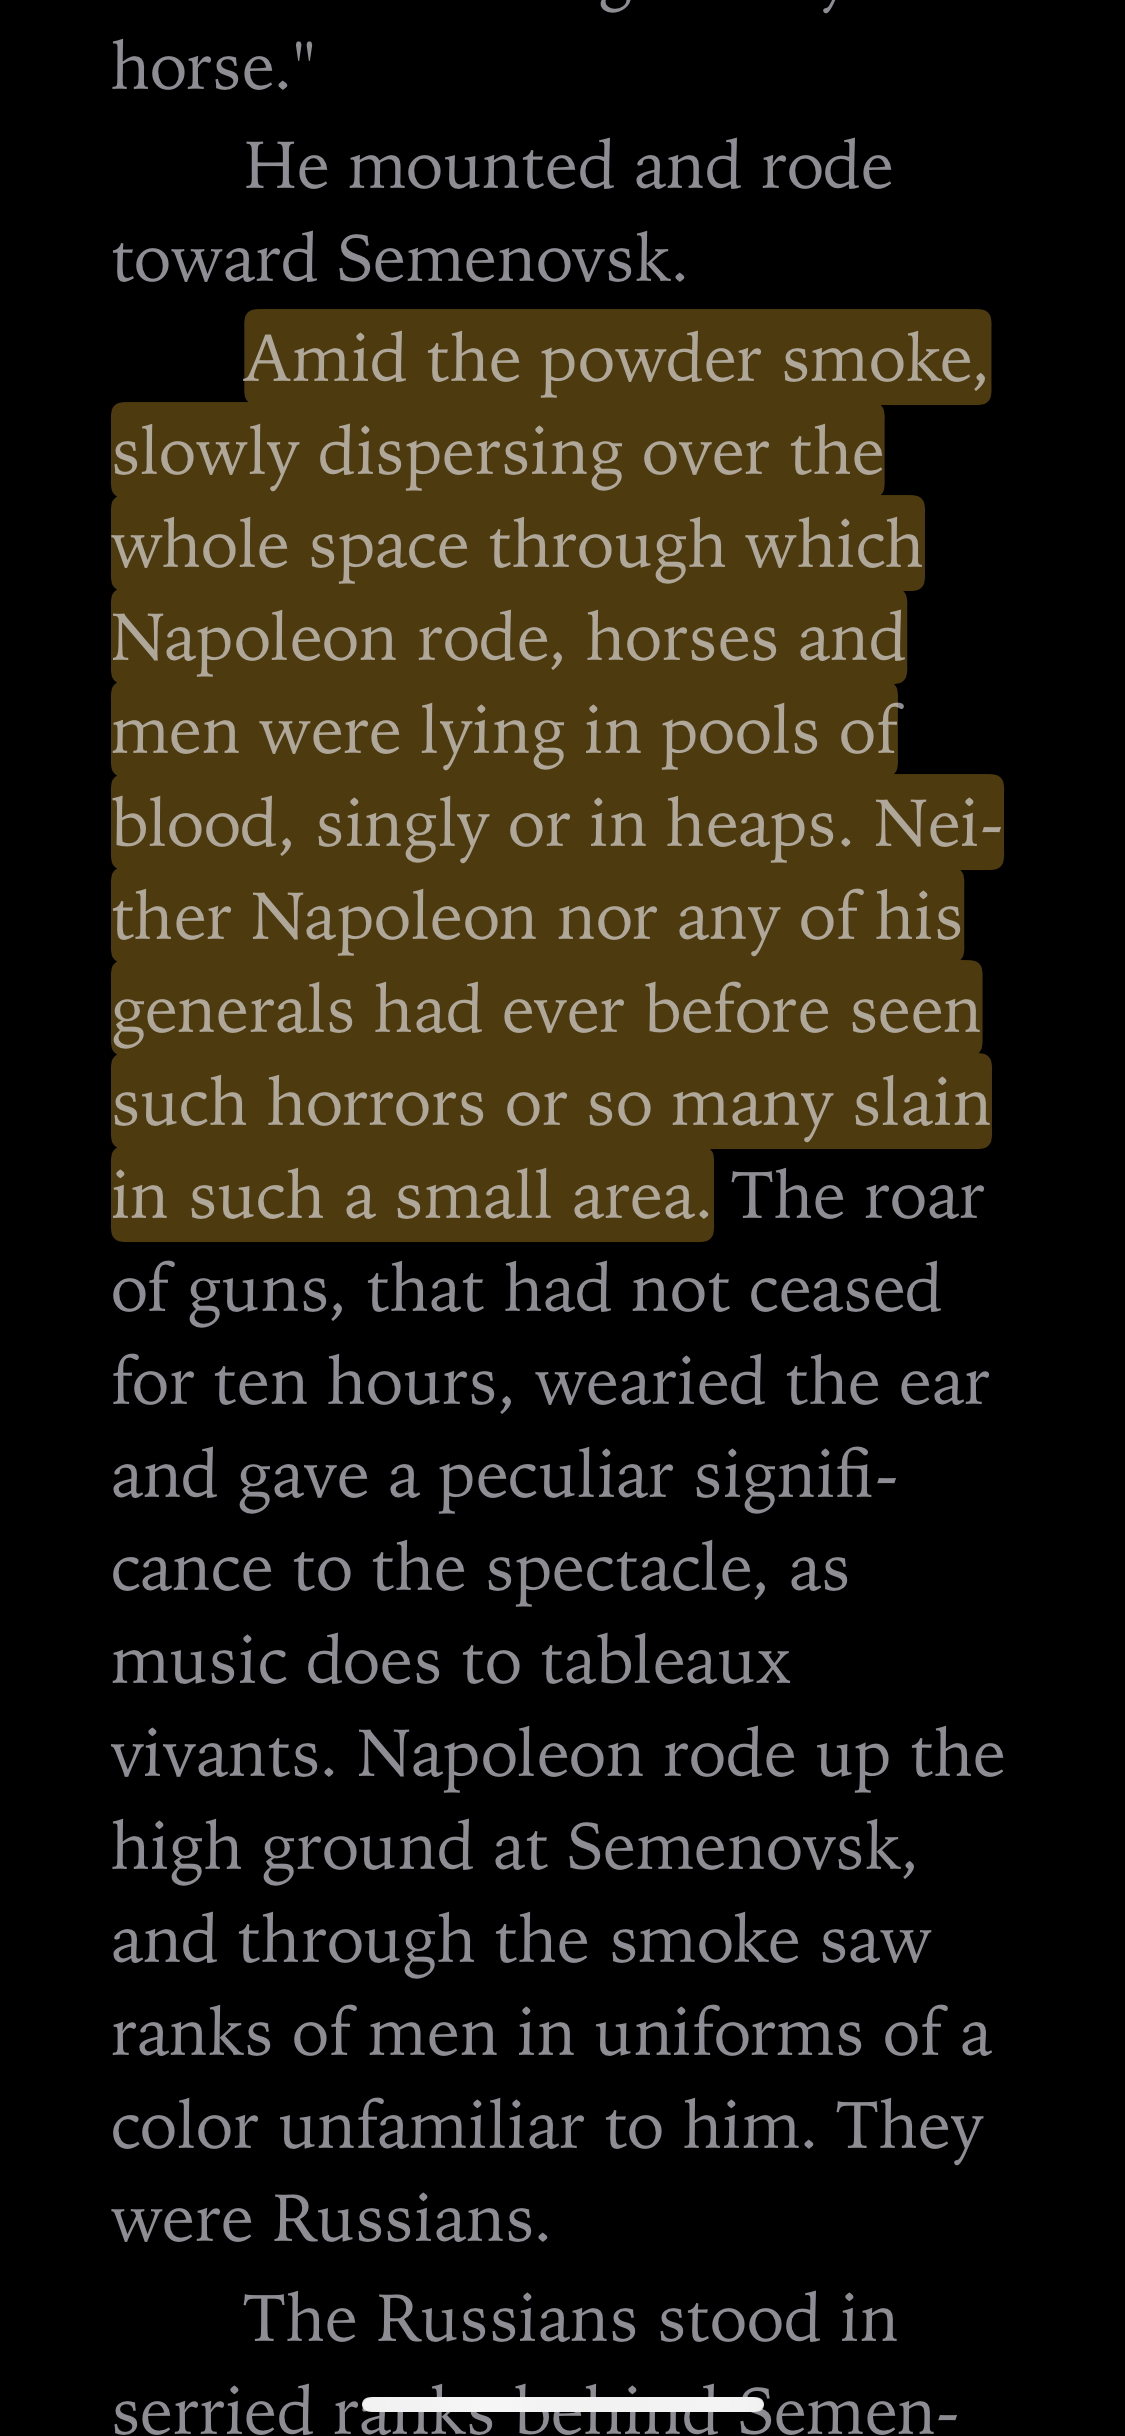 horse."
He mounted and rode
toward Semenovsk.
Amid the powder smoke,
slowly dispersing over the
whole space through which
Napoleon rode, horses and
men were lying in pools of
blood, singly or in heaps. Nei-
ther Napoleon nor any of his
generals had ever before seen
such horrors or so many slain
in such a small area. The roar
of guns, that had not ceased
for ten hours, wearied the ear
and gave a peculiar signifi-
cance to the spectacle, as
music does to tableaux
vivants. Napoleon rode up the
high ground at Semenovsk,
and through the smoke saw
ranks of men in uniforms of a
color unfamiliar to him. They
were Russians.
The Russians stood in
serried ranks behind Semen-